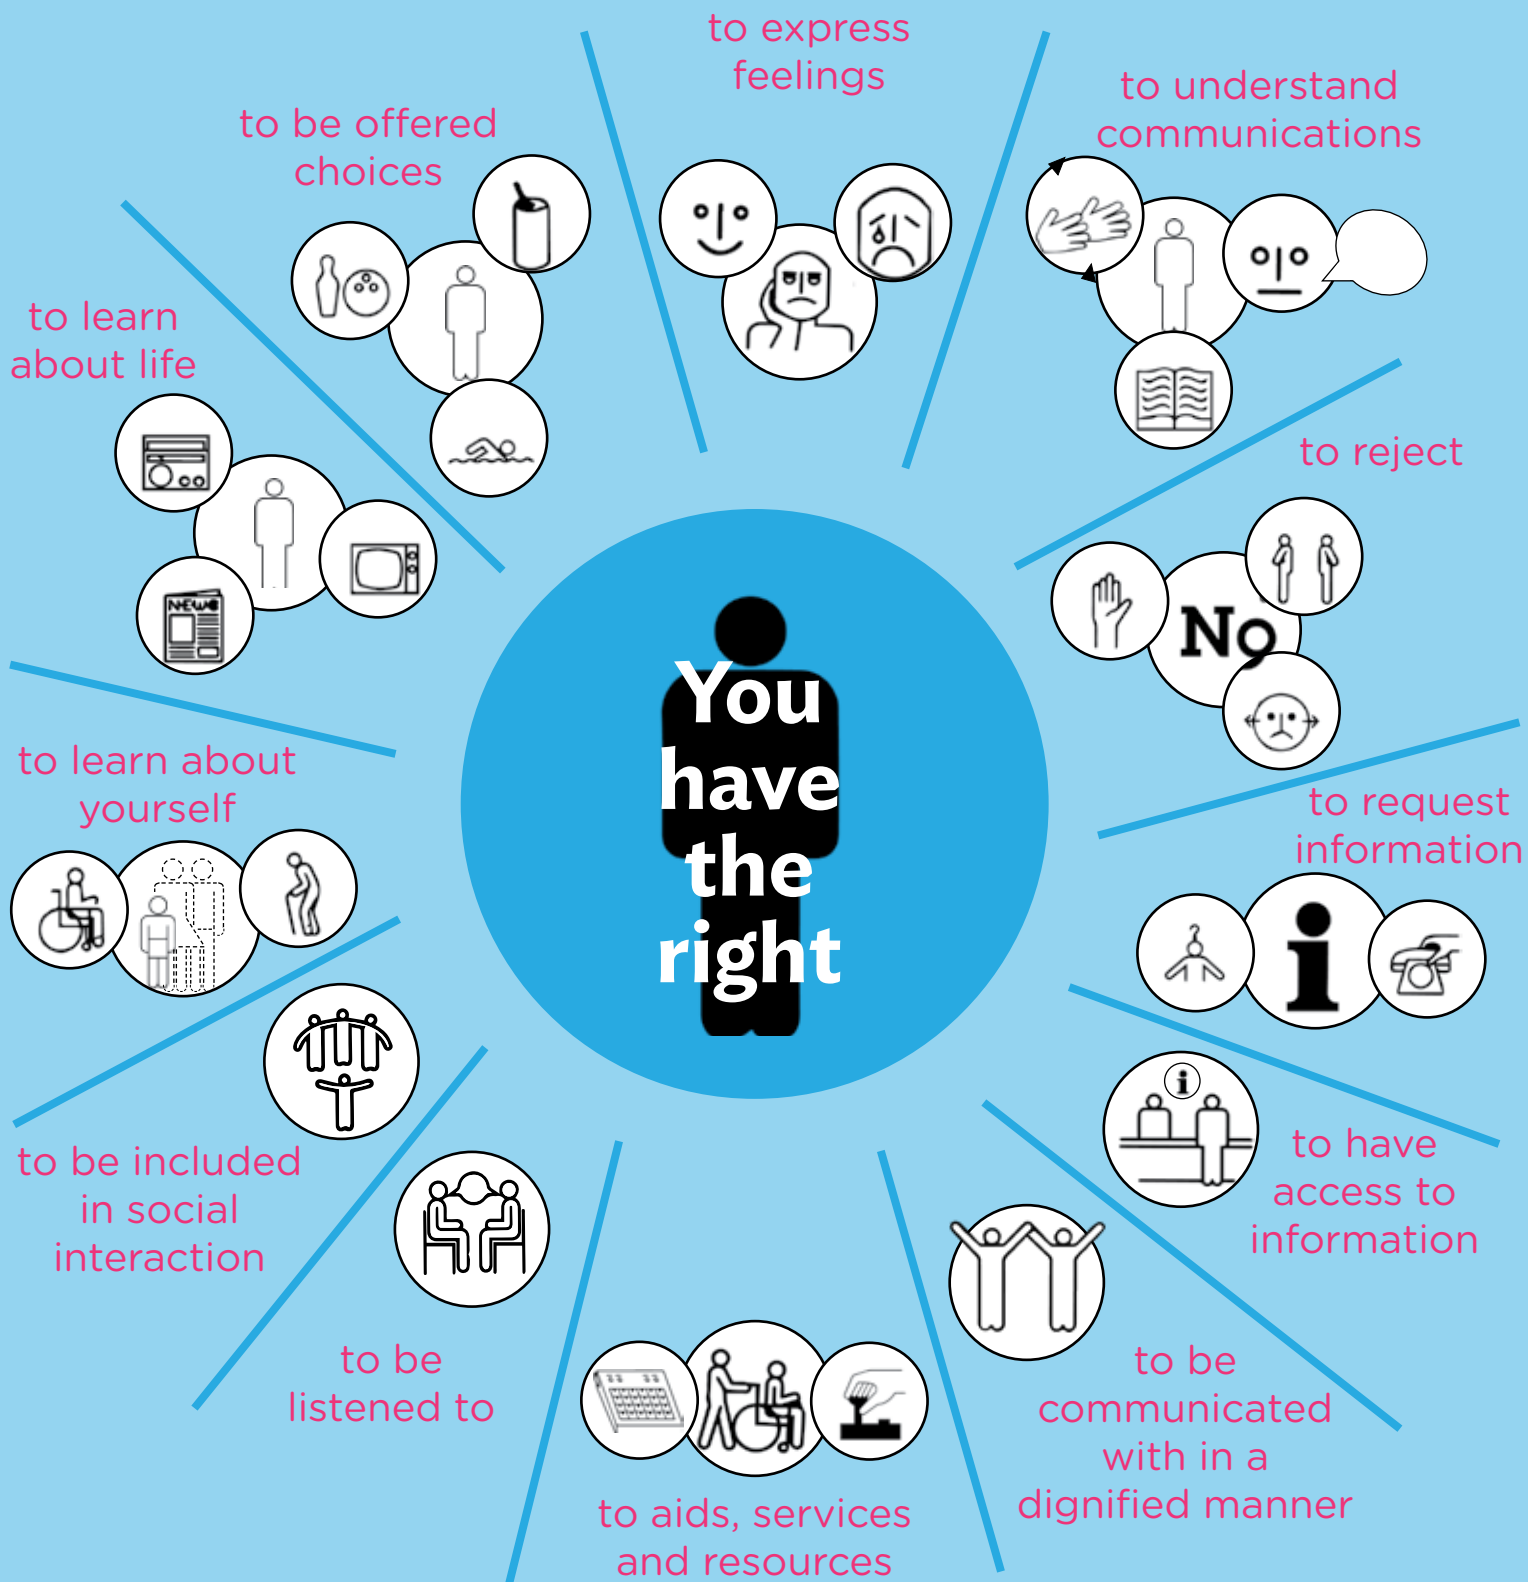 to express
feelings
to understand
communications
to be offered
choices
to learn
about life
NEWS
to reject
No
You
have
the
right
to learn about
yourself
to request
information
?
i
i
to have
access to
information
to be included
in social
interaction
to be
listened to
to be
communicated
with in a
dignified manner
to aids, services
and resources